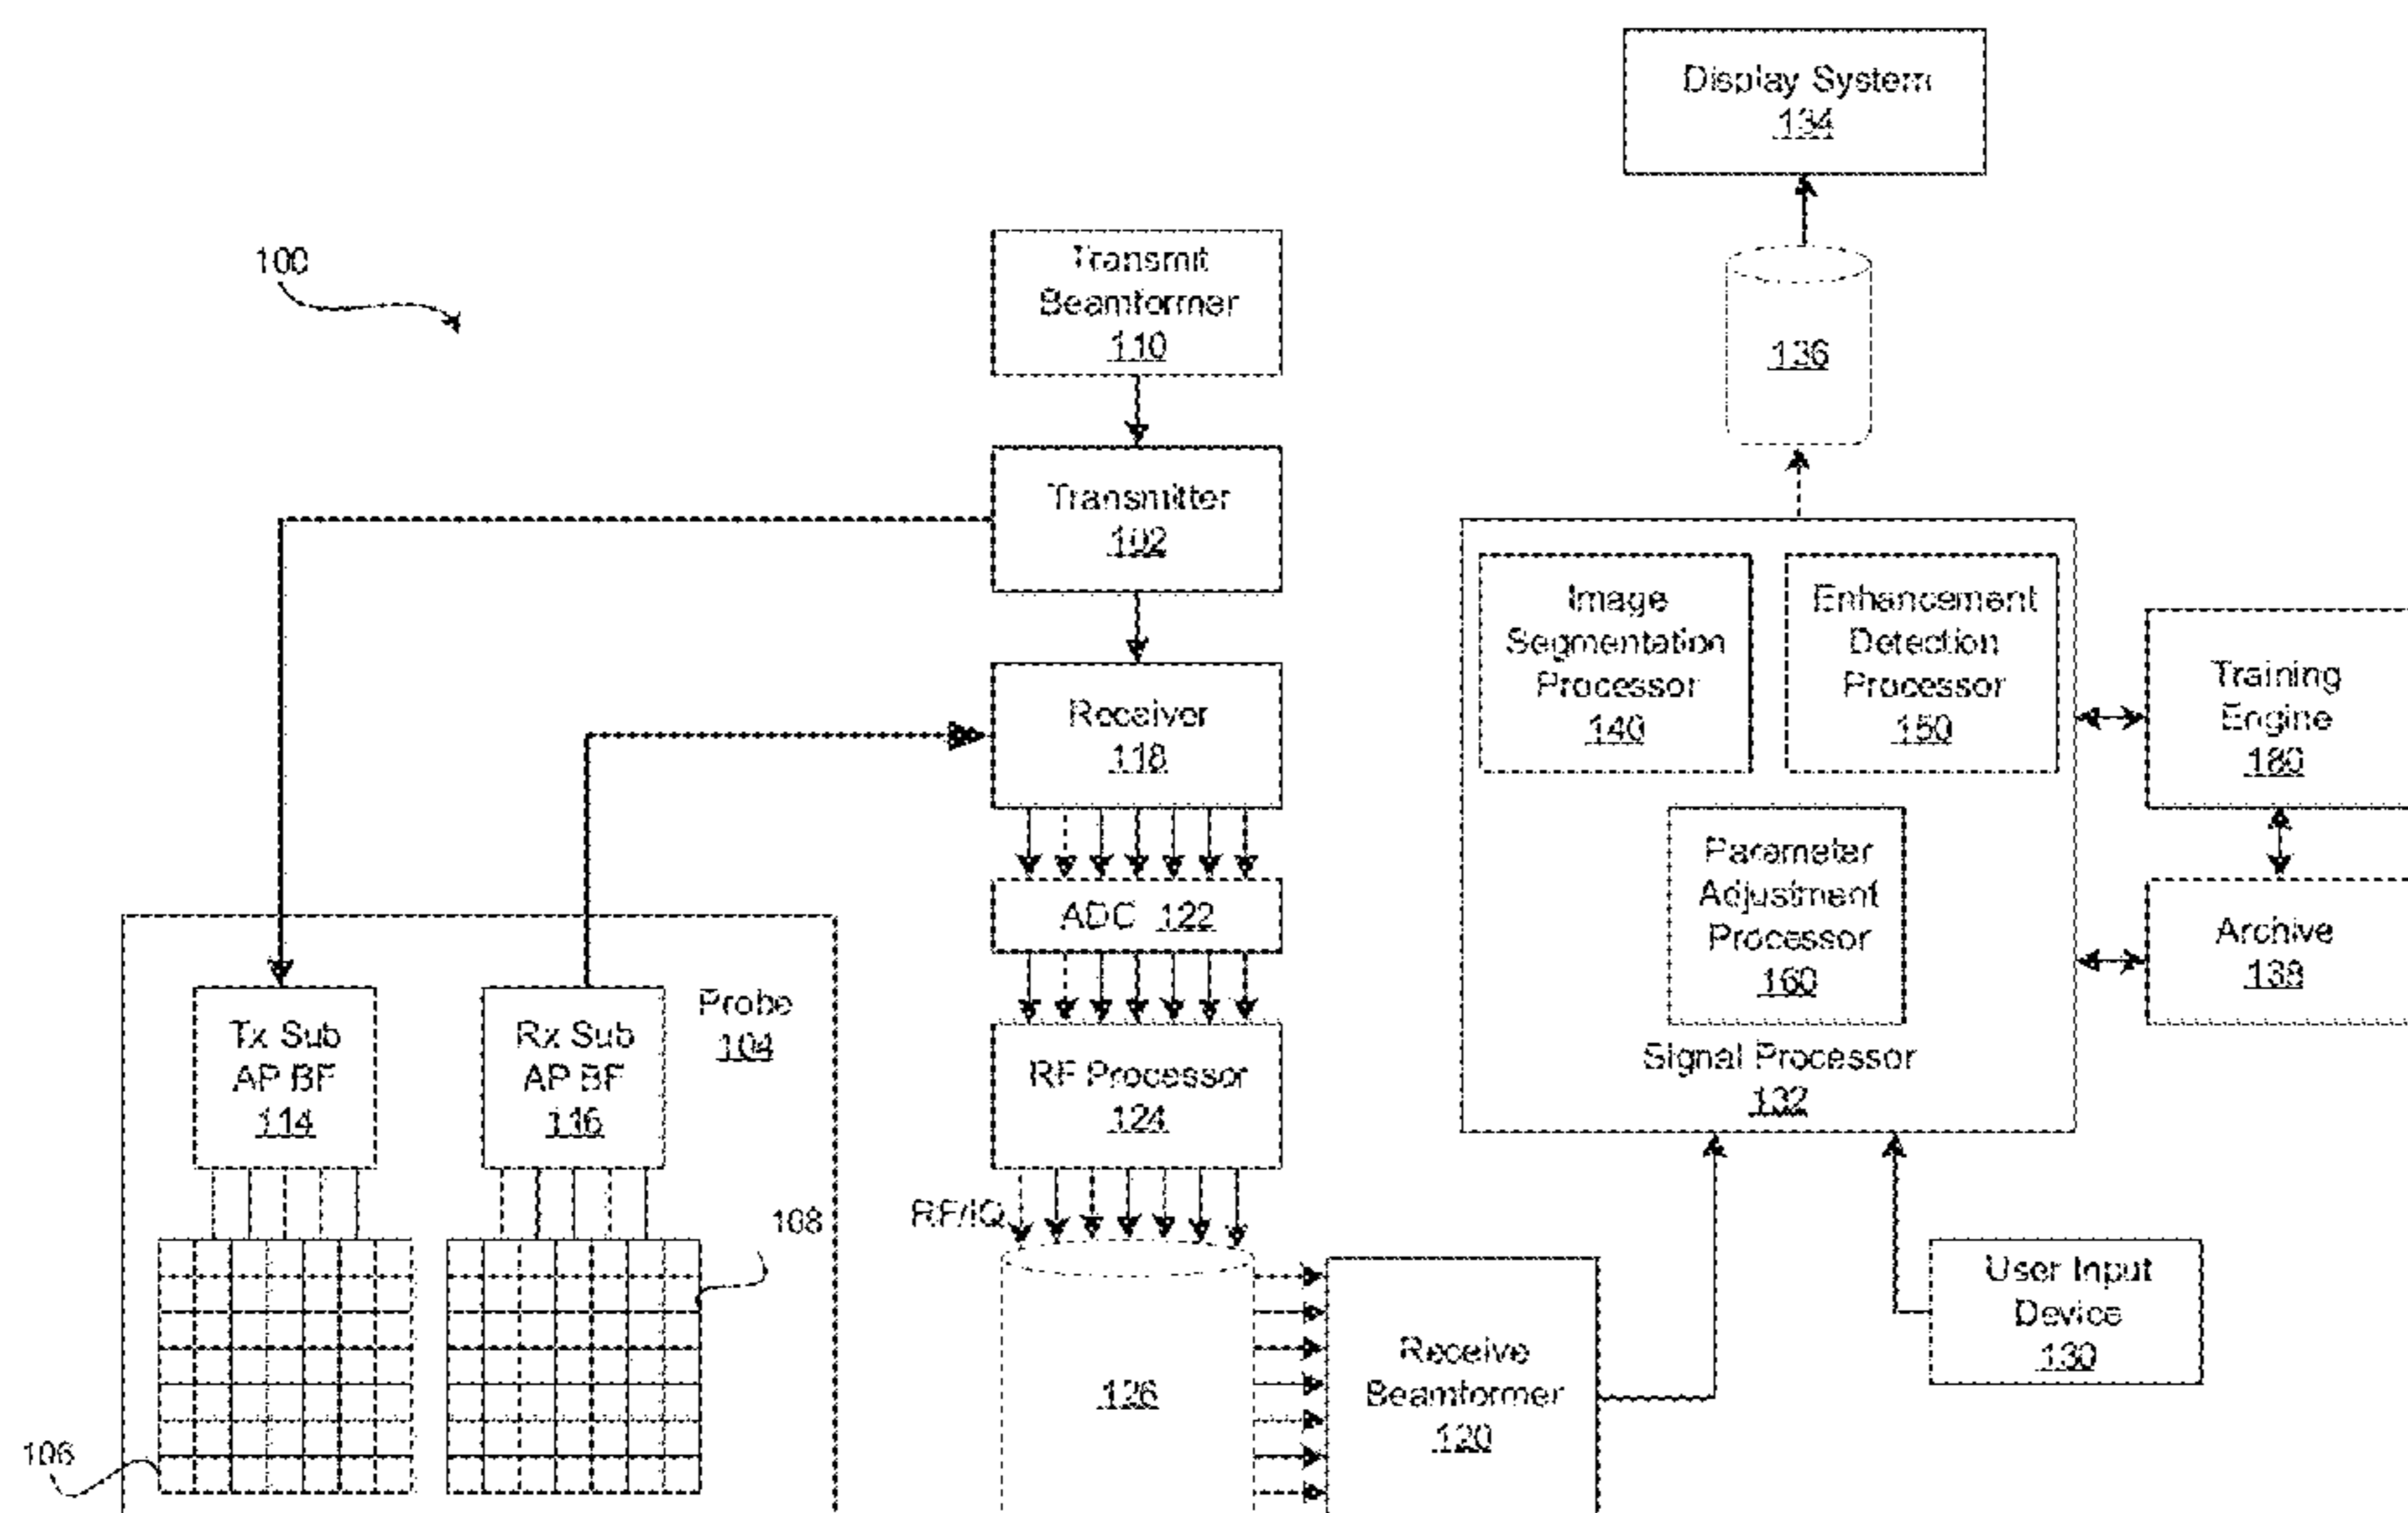 Display System
134
100
Transmit
Beamformer
110
136
Transmitter
102
Image
Segmentation
Processor
140
Enhancement
Detection
Processor
150
Training
Engine
180
Receiver
118
Parameter
Adjustment
Processor
160
ADC 122
Archive
138
Probe
104
Tx Sub
AP BF
114
Rx Sub
AP BF
116
RF Processor
124
Signal Processor
132
RF/IQ
108
User Input
Device
130
126
Receive
Beamformer
120
106